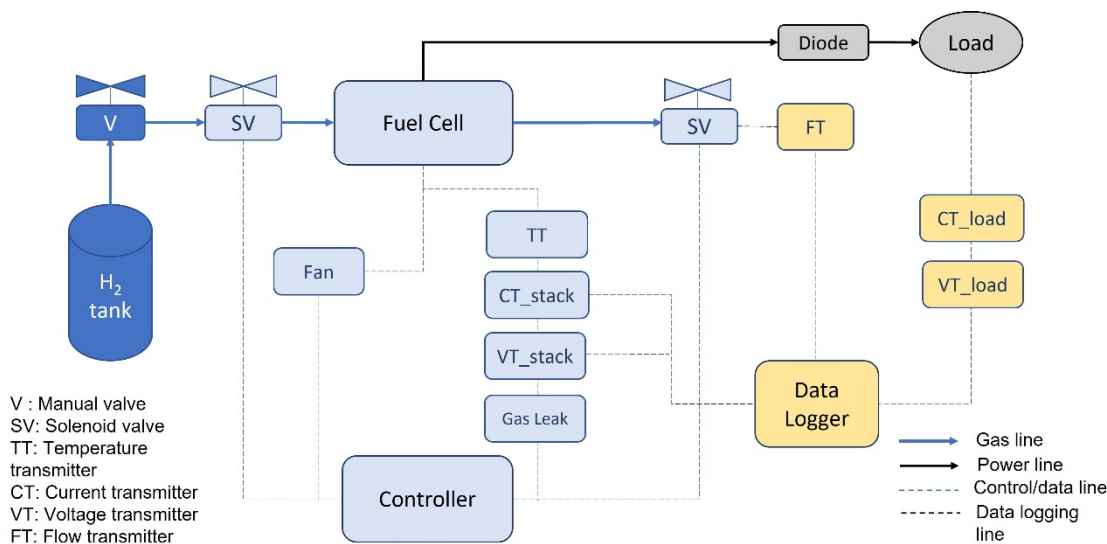 Diode
Load
V
SV
Fuel Cell
SV
FT
H2
tank
Fan
TT
CT_stack
VT_stack
Gas Leak
Controller
CT_load
VT_load
Data
Logger
V : Manual valve
SV: Solenoid valve
TT: Temperature
transmitter
CT: Current transmitter
VT: Voltage transmitter
FT: Flow transmitter
Gas line
Power line
Control/data line
Data logging
line